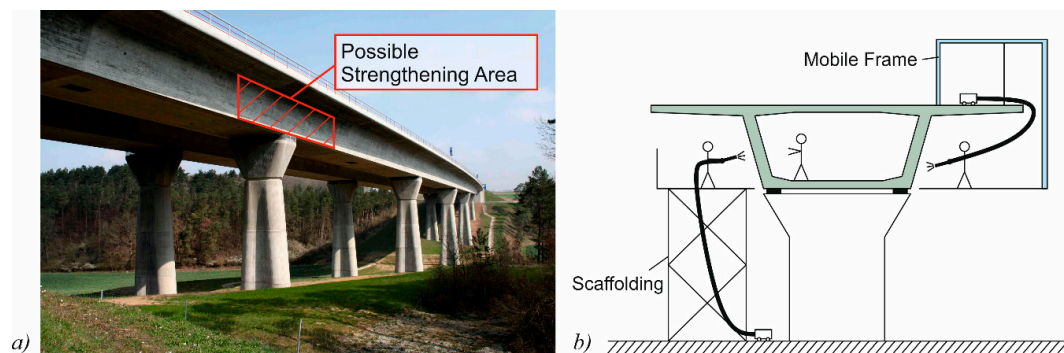 Possible
Strengthening Area
a)
Mobile Frame
Scaffolding
b)